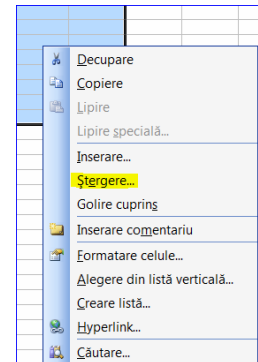 Decupare
Copiere
Lipire
Lipire specială...
Inserare...
Ştergere...
Golire cuprins
Inserare comentariu
Formatare celule...
Alegere din listă verticală...
Creare listă...
Hyperlink...
Căutare...